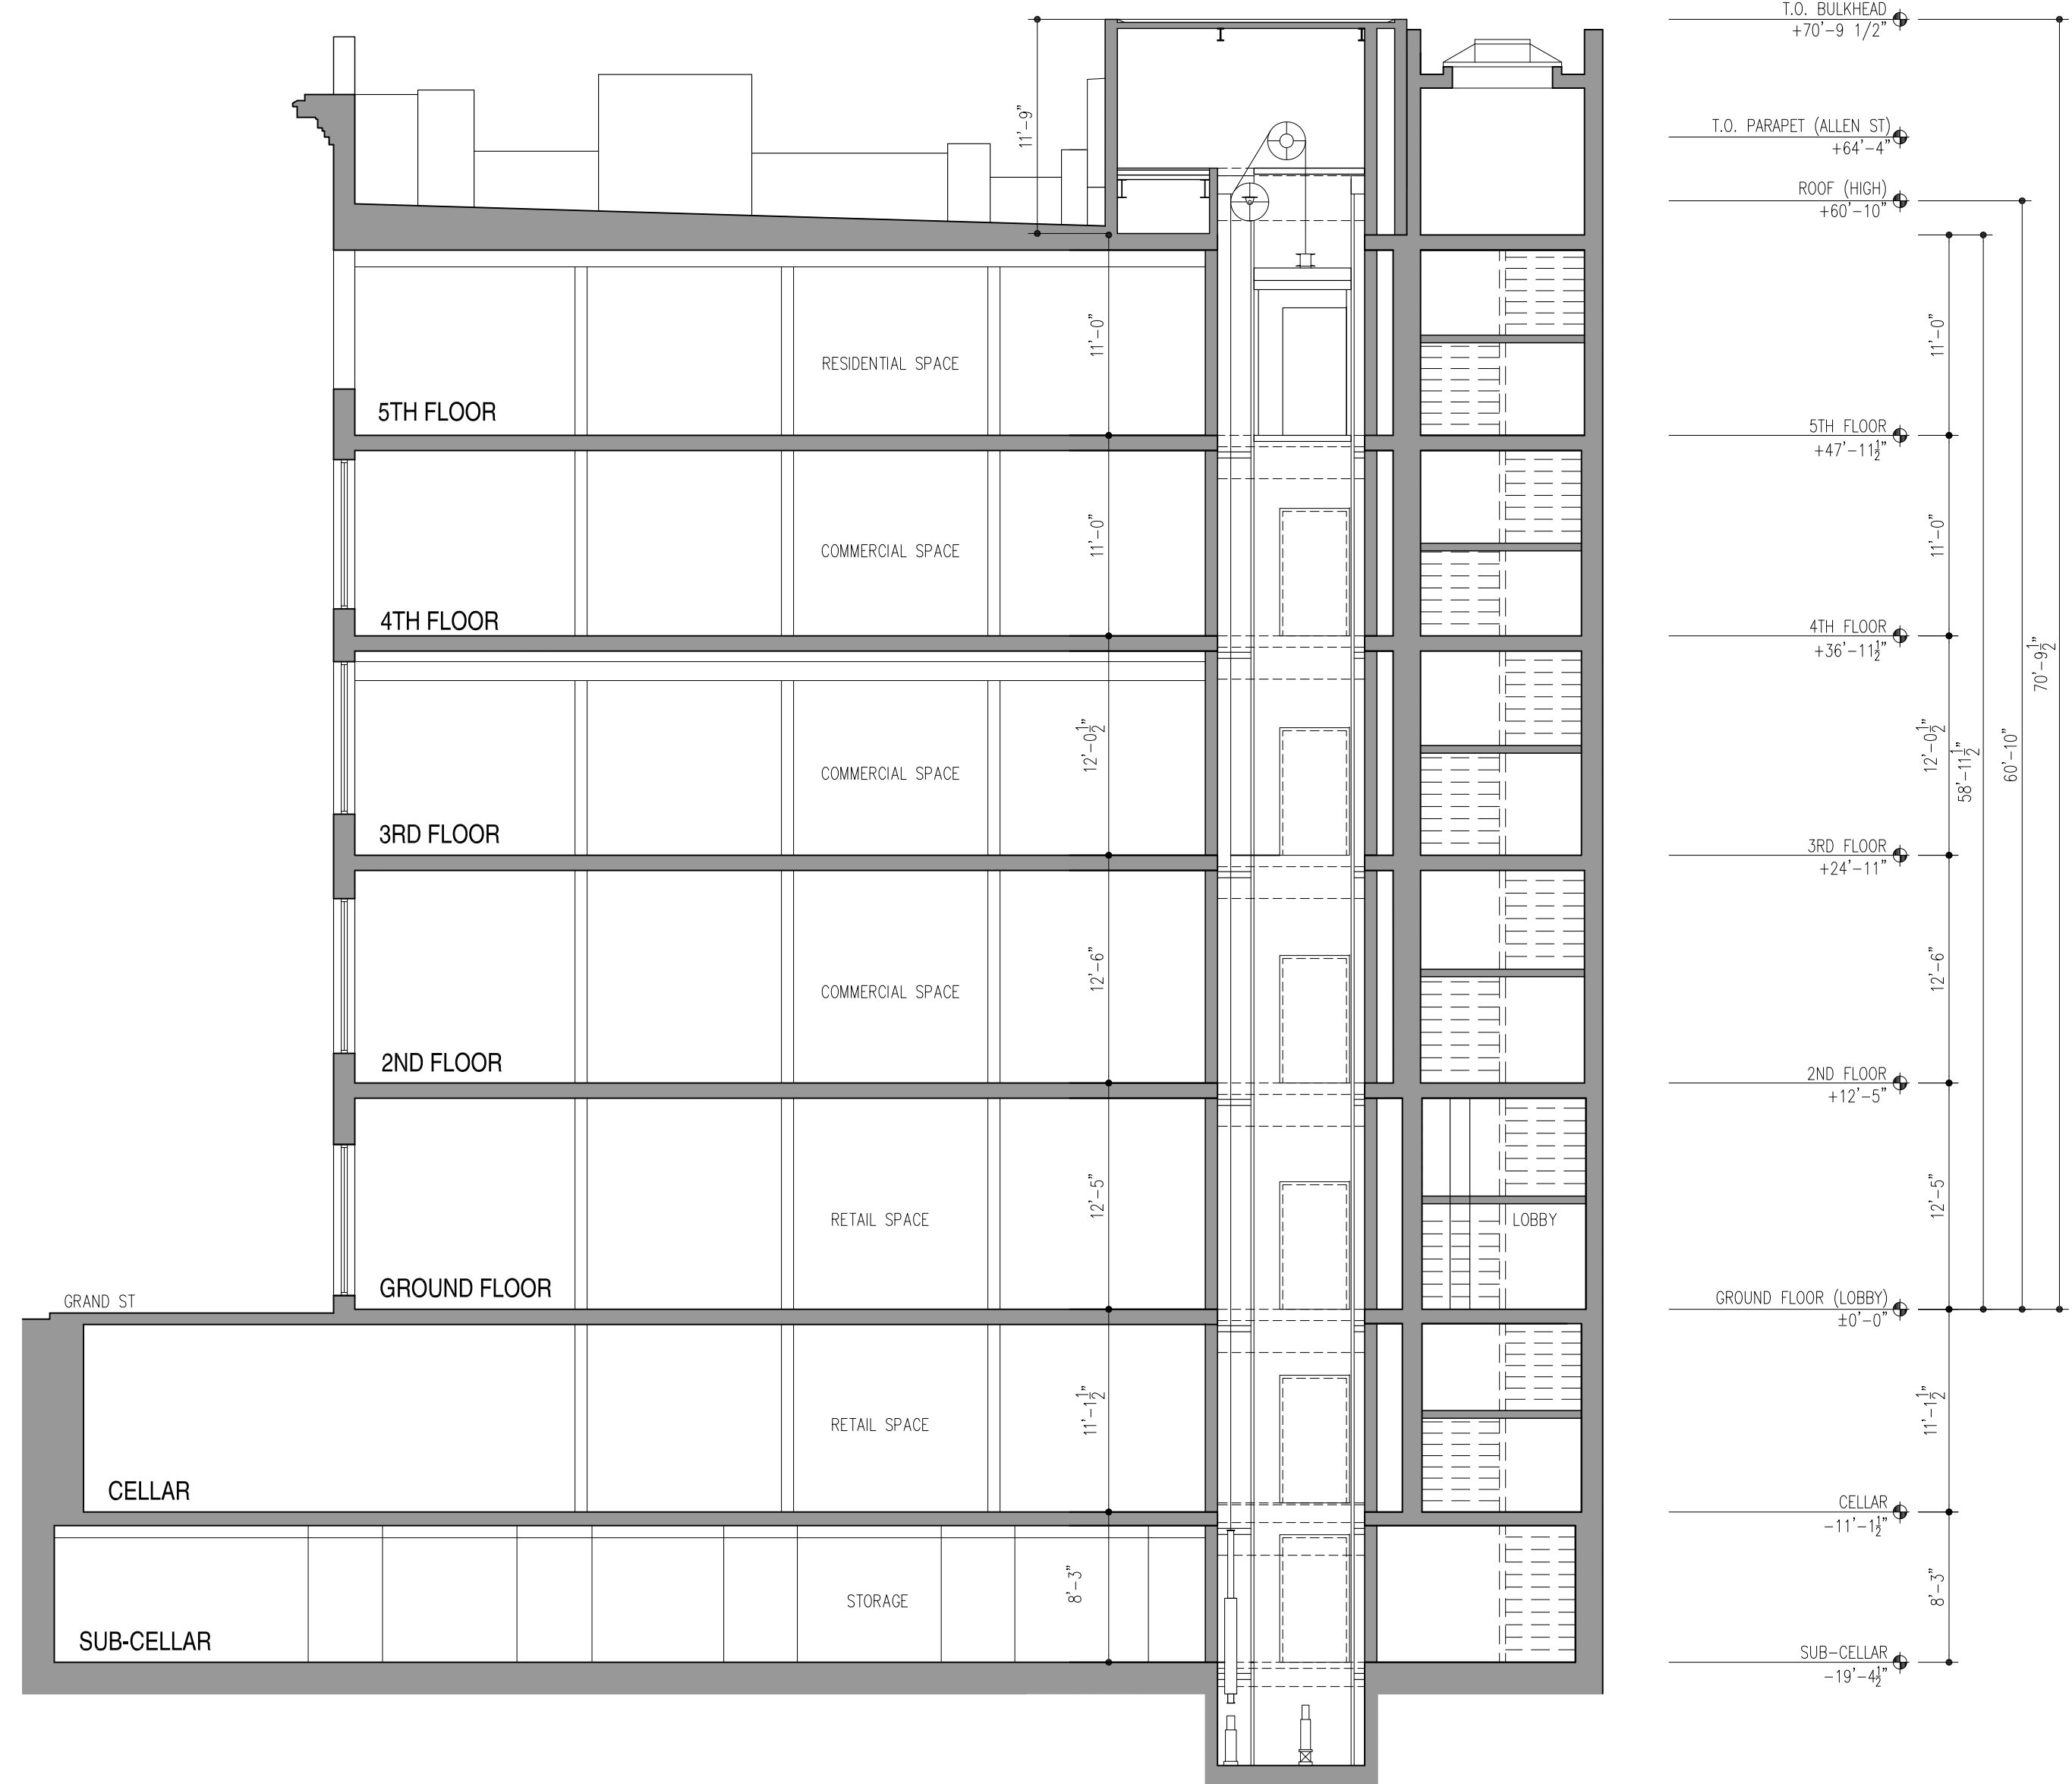 T.O. BULKHEAD
+70'-9 1/2"
11'-9"
T.O. PARAPET (ALLEN ST)
+64'-4"
ROOF (HIGH)
+60'-10"
11'-0"
11'-0"
RESIDENTIAL SPACE
5TH FLOOR
5TH FLOOR
+47'-11½"
COMMERCIAL SPACE
11'-0"
11'-0"
4TH FLOOR
4TH FLOOR
+36'-11½"
70'-9½"
12'-0½"
12'-0½"
58'-11½"
60'-10"
COMMERCIAL SPACE
3RD FLOOR
3RD FLOOR
+24'-11"
12'-6"
12'-6"
COMMERCIAL SPACE
2ND FLOOR
2ND FLOOR
+12'-5"
12'-5"
12'-5"
RETAIL SPACE
LOBBY
GROUND FLOOR
GRAND ST
GROUND FLOOR (LOBBY)
±0'-0"
11'-1½"
11'-1½"
RETAIL SPACE
CELLAR
CELLAR
-11'-1½"
8'-3"
8'-3"
STORAGE
SUB-CELLAR
SUB-CELLAR
-19'-4½"